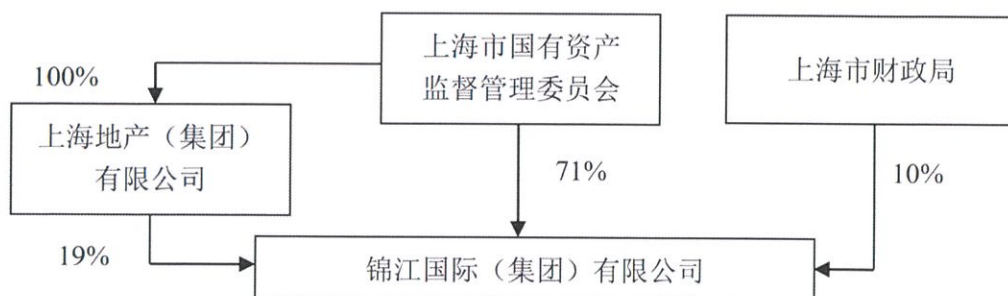 上海市国有资产
监督管理委员会
上海市财政局
100%
上海地产（集团）
有限公司
71%
10%
19%
锦江国际（集团）有限公司